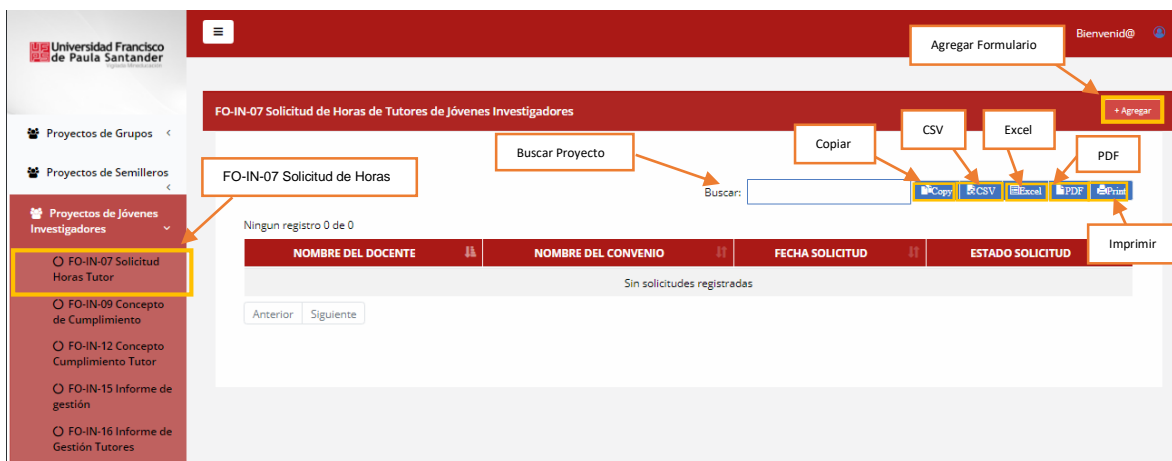 Universidad Francisco
de Paula Santander
Bienvenid@
Agregar Formulario
FO-IN-07 Solicitud de Horas de Tutores de Jóvenes Investigadores
+ Agregar
Proyectos de Grupos
Proyectos de Semilleros
Proyectos de Jóvenes
Investigadores
FO-IN-07 Solicitud
Horas Tutor
FO-IN-09 Concepto
de Cumplimiento
FO-IN-12 Concepto
Cumplimiento Tutor
FO-IN-15 Informe de
gestión
FO-IN-16 Informe de
Gestión Tutores
FO-IN-07 Solicitud de Horas
Buscar Proyecto
Copiar
CSV
Excel
PDF
Imprimir
Buscar:
Copy
CSV
Excel
PDF
Print
Ningun registro 0 de 0
NOMBRE DEL DOCENTE
NOMBRE DEL CONVENIO
FECHA SOLICITUD
ESTADO SOLICITUD
Sin solicitudes registradas
Anterior
Siguiente